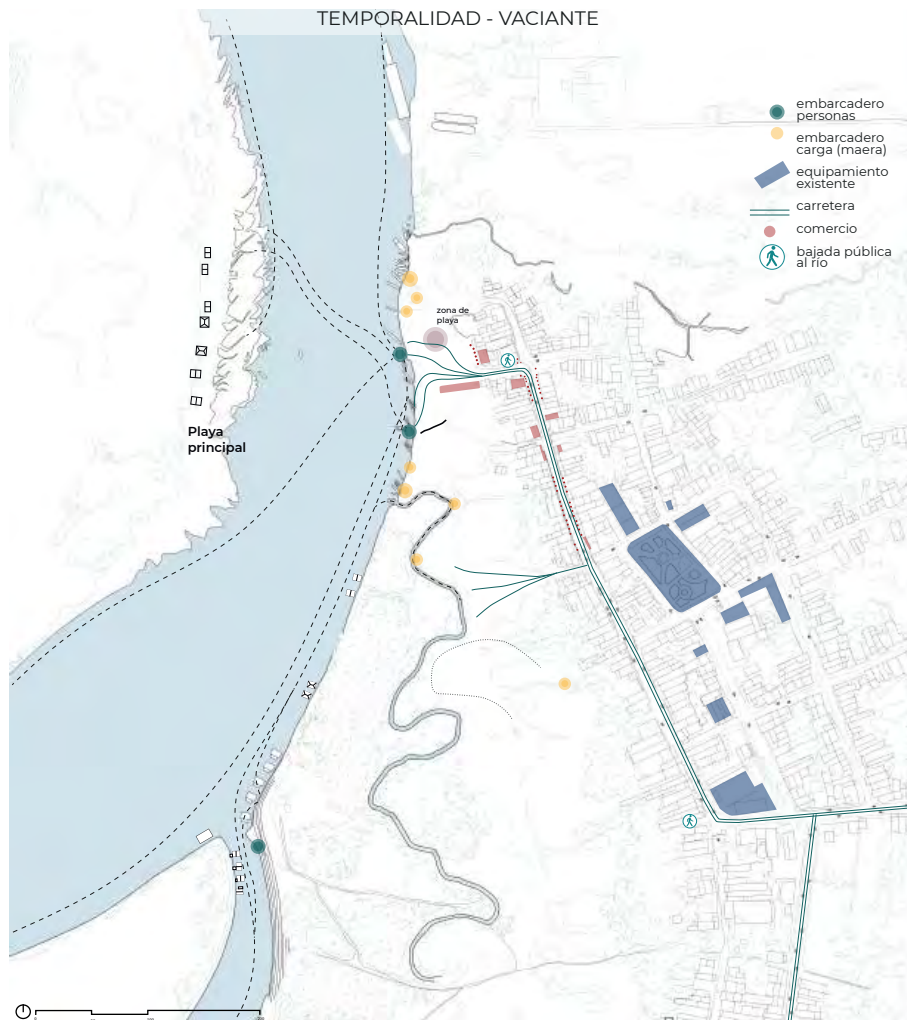 TEMPORALIDAD - VACIANTE
embarcadero
personas
embarcadero
carga (maera)
equipamiento
existente
carretera
comercio
bajada pública
al río
zona de
playa
Playa
principal